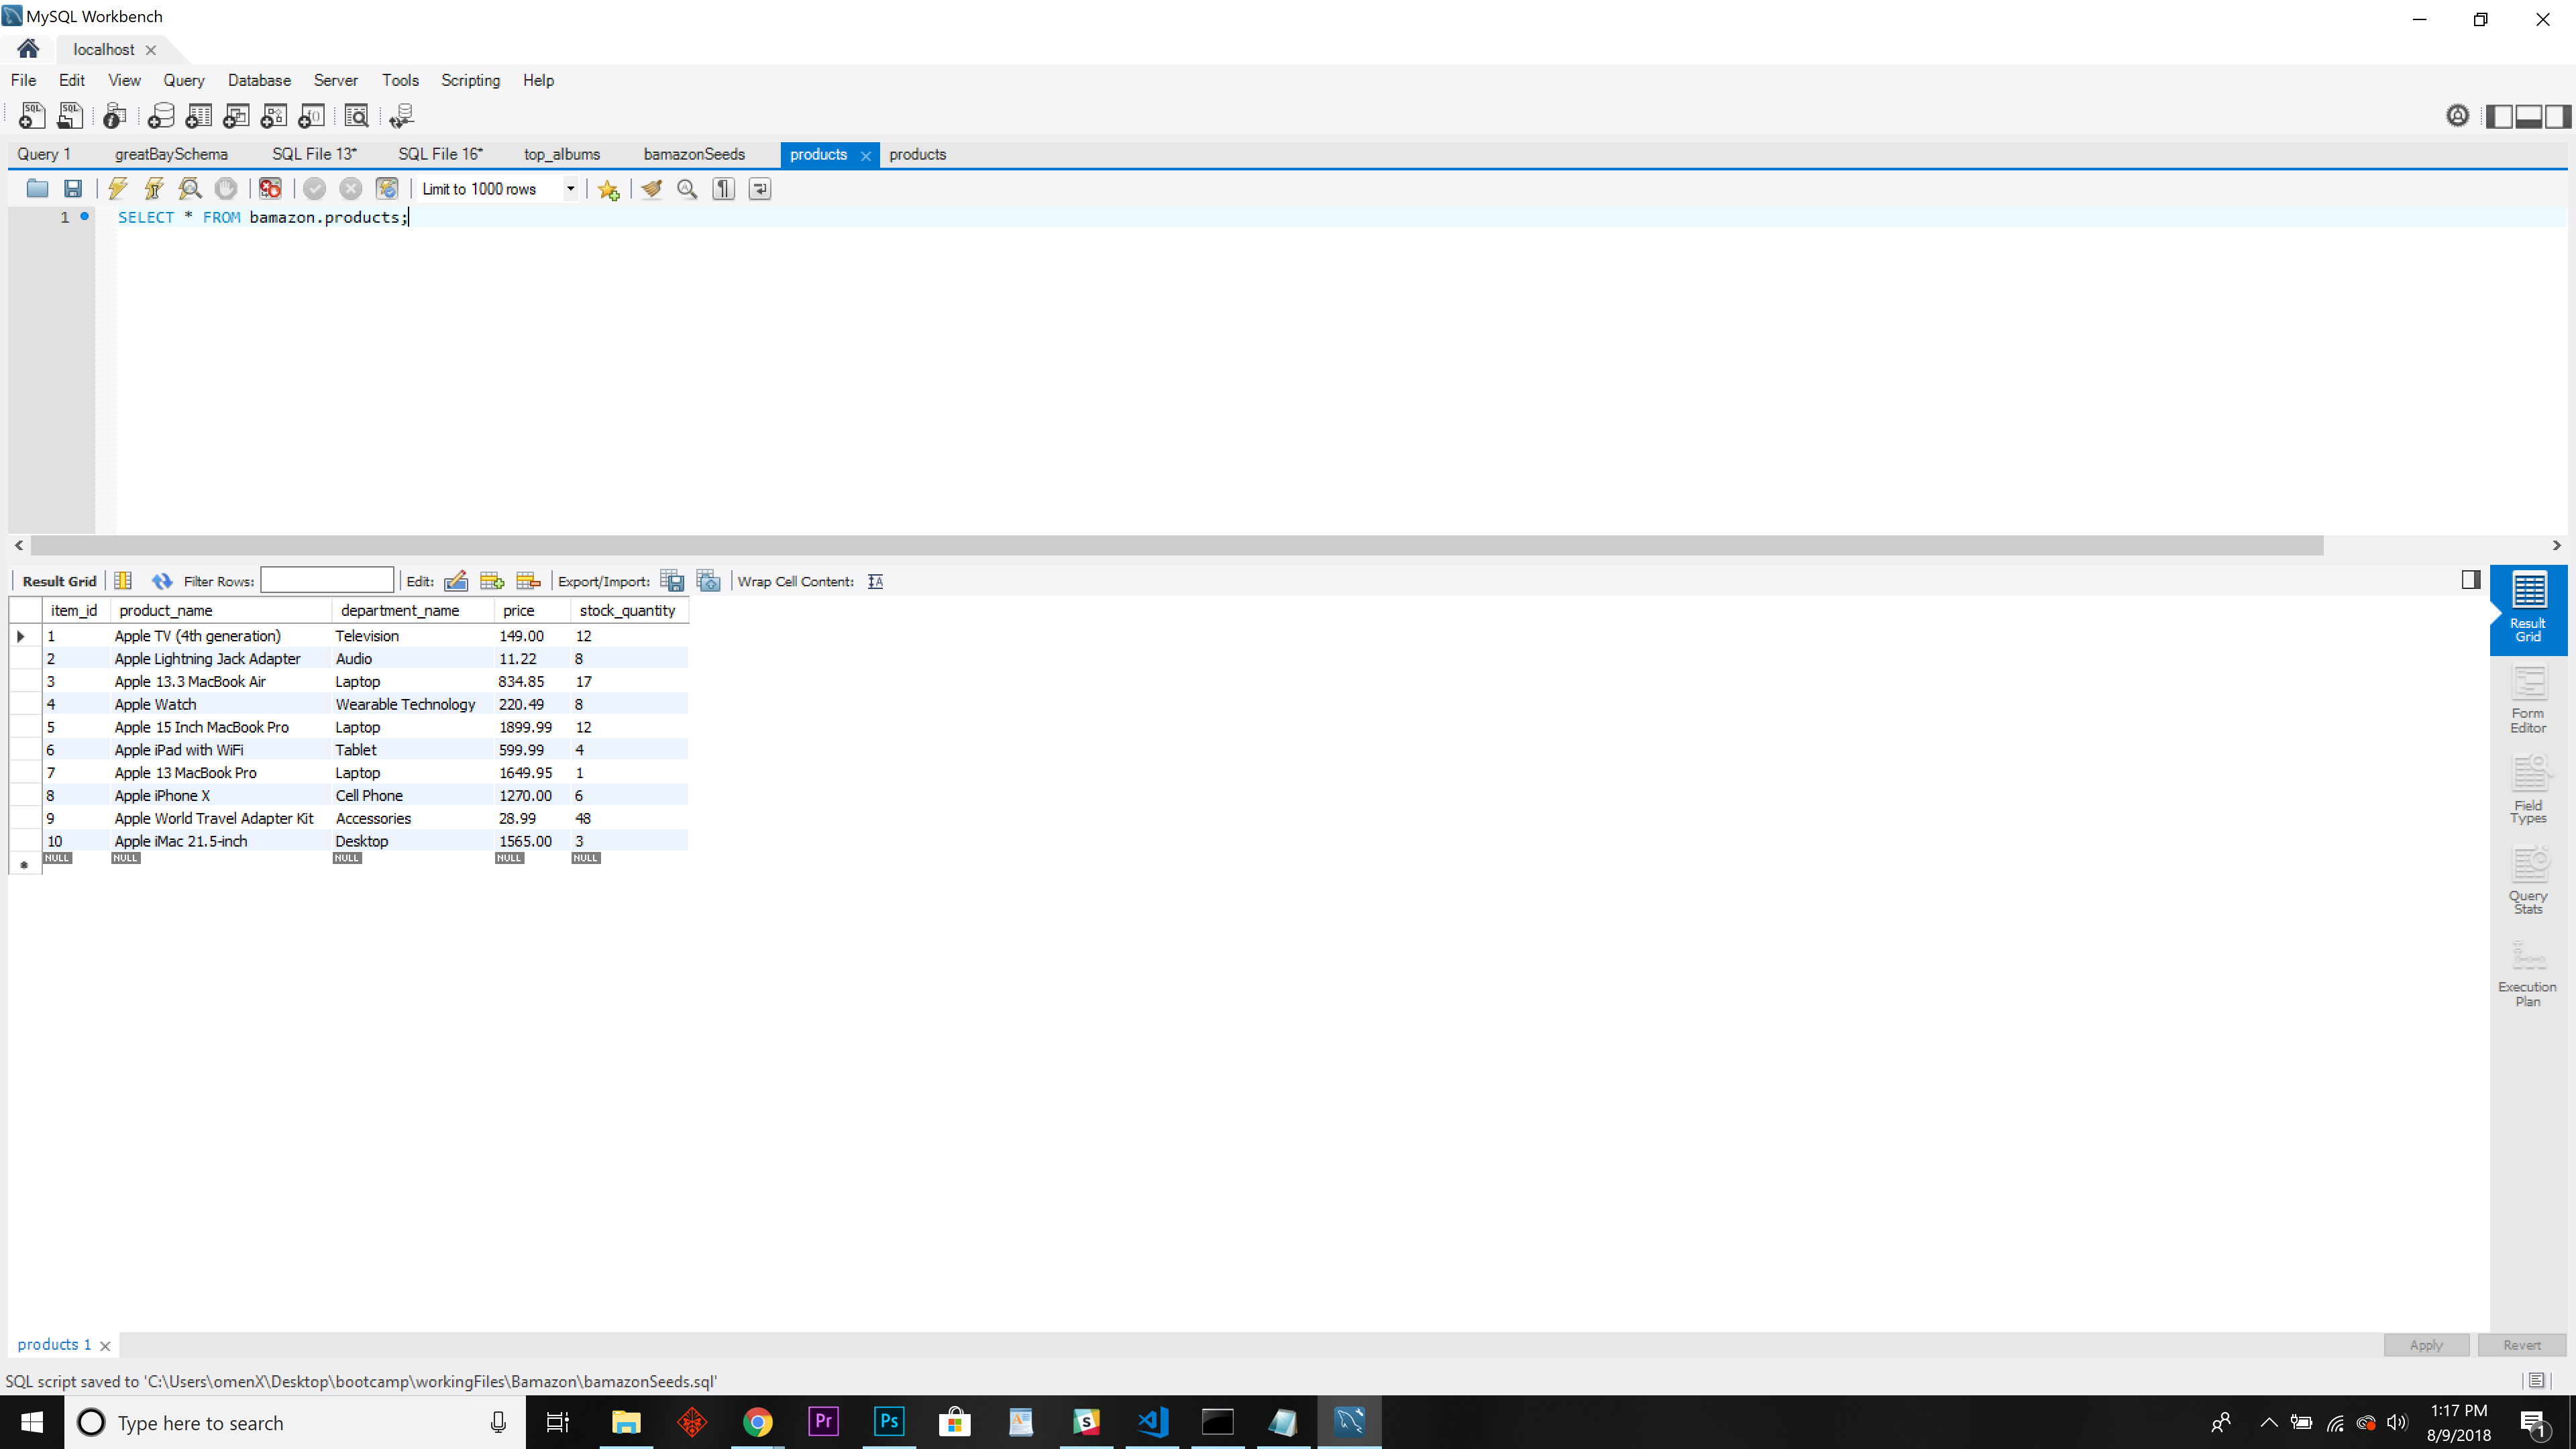 MySQL Workbench
localhost
File Edit View Query Database Server Tools Scripting Help
SQL SQL
Query 1 greatBaySchema SQL File 13* SQL File 16* top_albums bamazonSeeds products products
Limit to 1000 rows
1 SELECT * FROM bamazon.products;
Result Grid Filter Rows: Edit: Export/Import: Wrap Cell Content:
item_id product_name department_name price stock_quantity
1 Apple TV (4th generation) Television 149.00 12
2 Apple Lightning Jack Adapter Audio 11.22 8
3 Apple 13.3 MacBook Air Laptop 834.85 17
4 Apple Watch Wearable Technology 220.49 8
5 Apple 15 Inch MacBook Pro Laptop 1899.99 12
6 Apple iPad with WiFi Tablet 599.99 4
7 Apple 13 MacBook Pro Laptop 1649.95 1
8 Apple iPhone X Cell Phone 1270.00 6
9 Apple World Travel Adapter Kit Accessories 28.99 48
10 Apple iMac 21.5-inch Desktop 1565.00 3
NULL NULL NULL NULL NULL
Result
Grid
Form
Editor
Field
Types
Query
Stats
Execution
Plan
products 1
Apply Revert
SQL script saved to 'C:\Users\omenX\Desktop\bootcamp\workingFiles\Bamazon\bamazonSeeds.sql'
Type here to search
Pr Ps
1:17 PM
8/9/2018
1